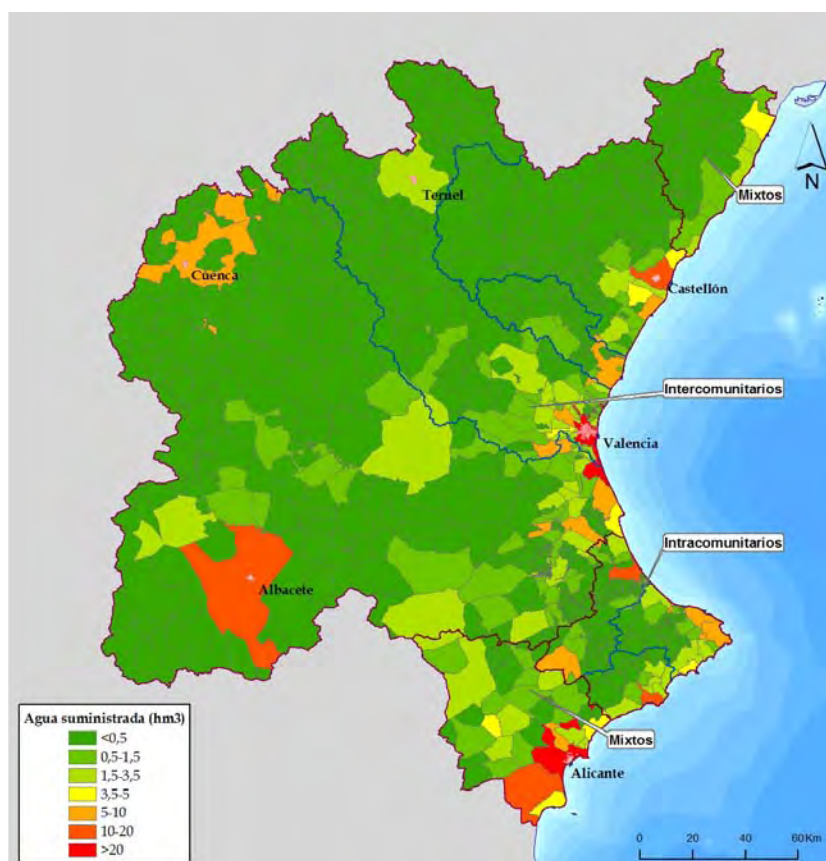 N
Mixtos
Teruel
Cuenca
Castellón
Intercomunitarios
Valencia
Intracomunitarios
Albacete
Agua suministrada (hm3)
<0,5
0,5-1,5
1,5-3,5
3,5-5
5-10
10-20
>20
Mixtos
Alicante
0 20 40 60 Km